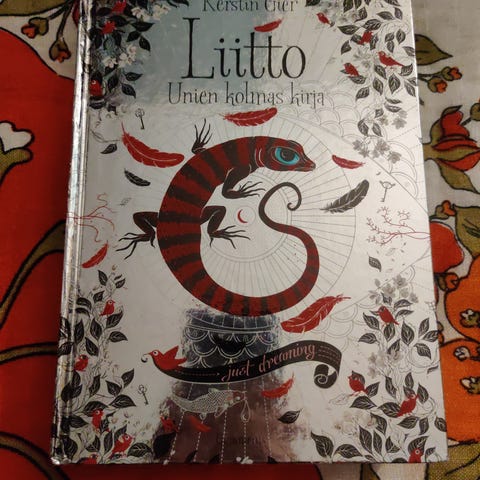 Kerstin Gier
Liitto
Unien kolmas kirja
just dreaming